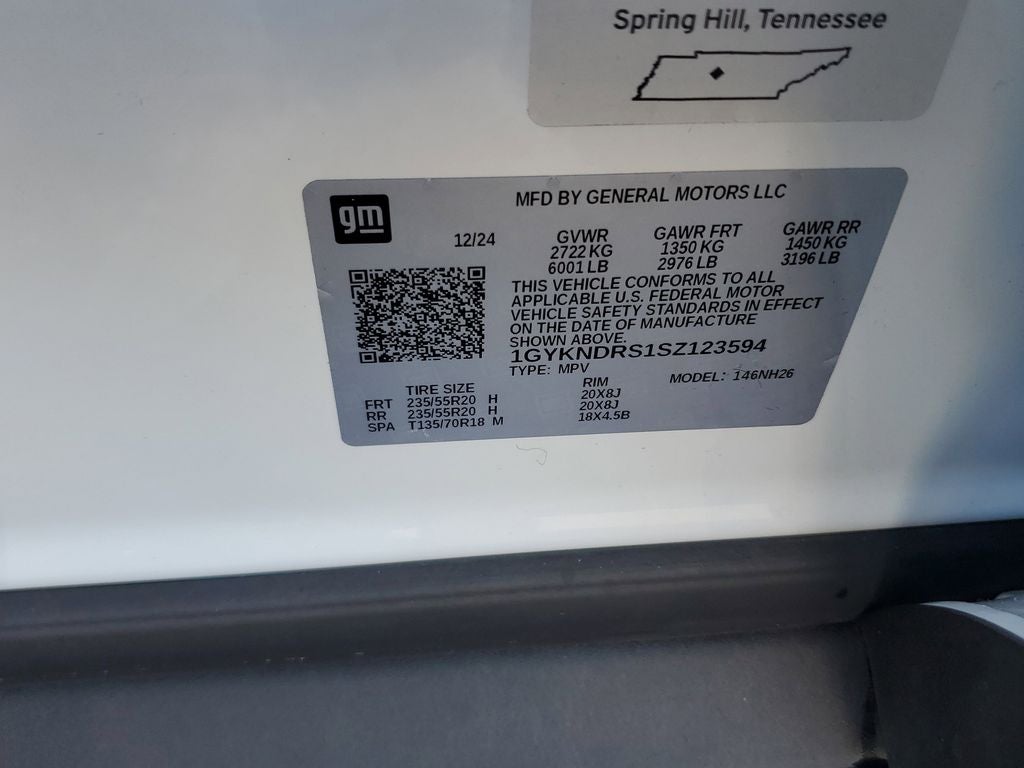 Spring Hill, Tennessee
gm
MFD BY GENERAL MOTORS LLC
12/24
GVWR GAWR FRT GAWR RR
2722 KG 1350 KG 1450 KG
6001 LB 2976 LB 3196 LB
THIS VEHICLE CONFORMS TO ALL
APPLICABLE U.S. FEDERAL MOTOR
VEHICLE SAFETY STANDARDS IN EFFECT
ON THE DATE OF MANUFACTURE
SHOWN ABOVE.
1GYKNDRS1SZ123594
TYPE: MPV
MODEL: 146NH26
TIRE SIZE RIM
FRT 235/55R20 H 20X8J
RR 235/55R20 H 20X8J
SPA T135/70R18 M 18X4.5B